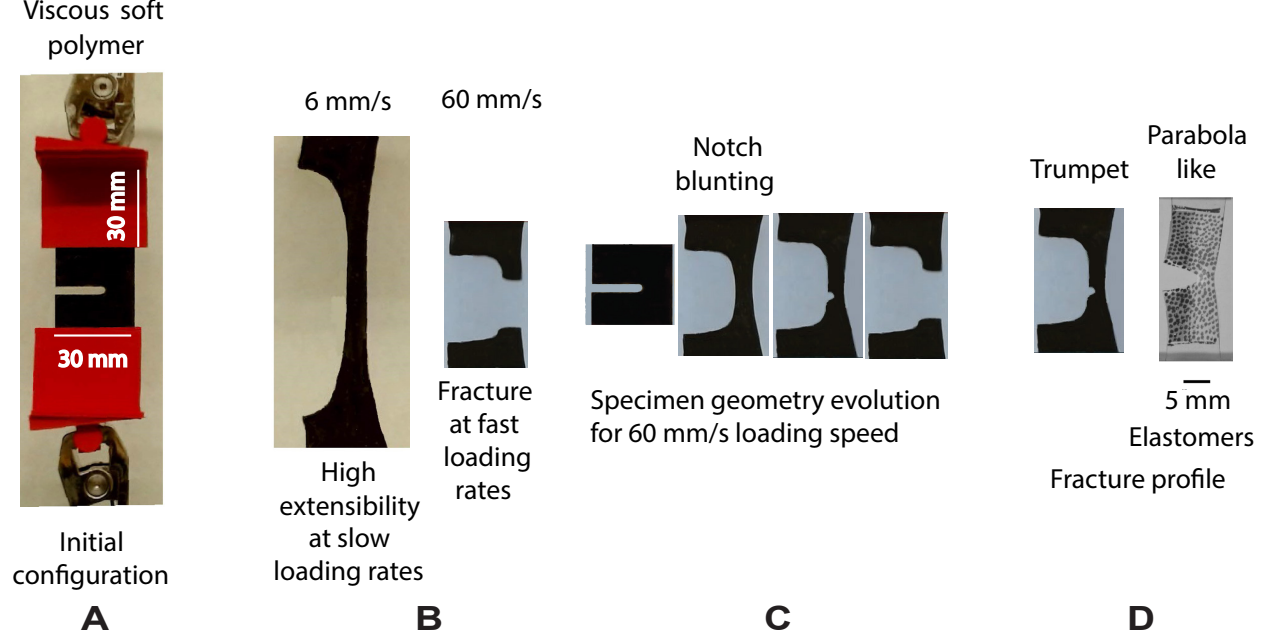 Viscous soft
polymer
30 mm
30 mm
Initial
configuration
A
6 mm/s
60 mm/s
High
extensibility
at slow
loading rates
Fracture
at fast
loading
rates
B
Notch
blunting
Specimen geometry evolution
for 60 mm/s loading speed
C
Trumpet
Parabola
like
5 mm
Elastomers
Fracture profile
D